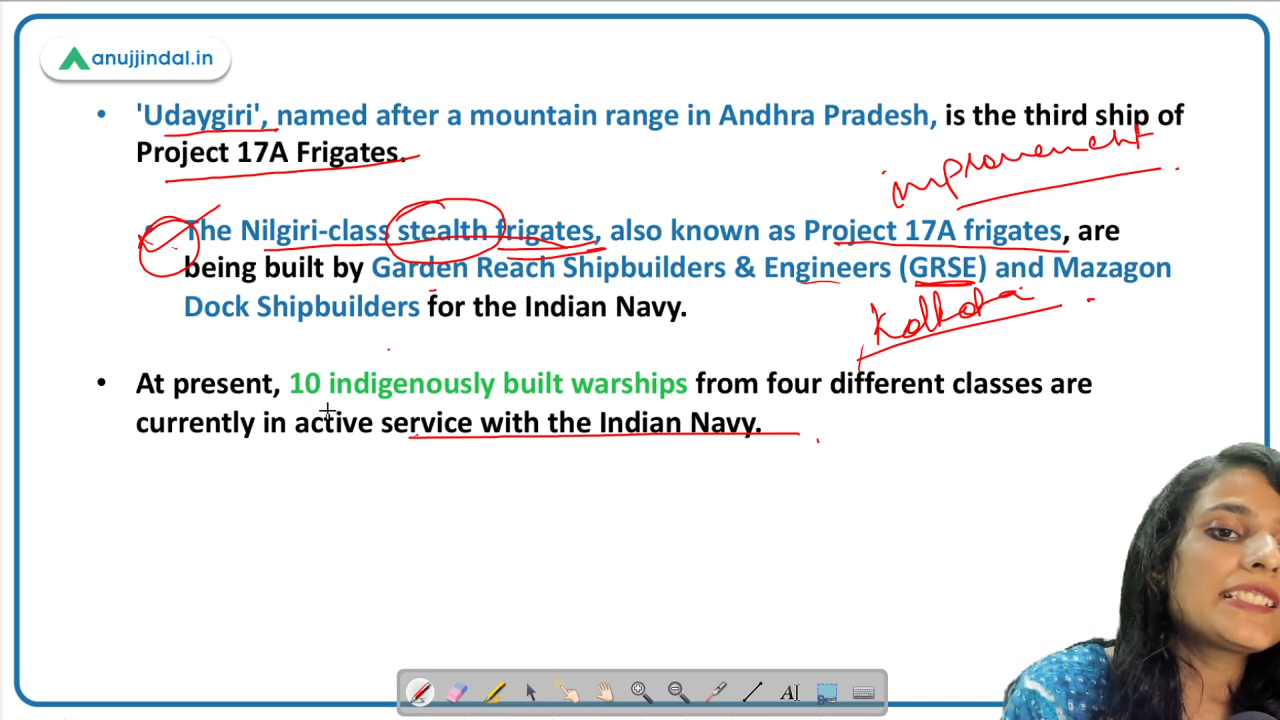 anujjindal.in
• 'Udaygiri', named after a mountain range in Andhra Pradesh, is the third ship of
Project 17A Frigates.
improvement
• The Nilgiri-class stealth frigates, also known as Project 17A frigates, are
being built by Garden Reach Shipbuilders & Engineers (GRSE) and Mazagon
Dock Shipbuilders for the Indian Navy.
Kolkata
• At present, 10 indigenously built warships from four different classes are
currently in active service with the Indian Navy.
AI